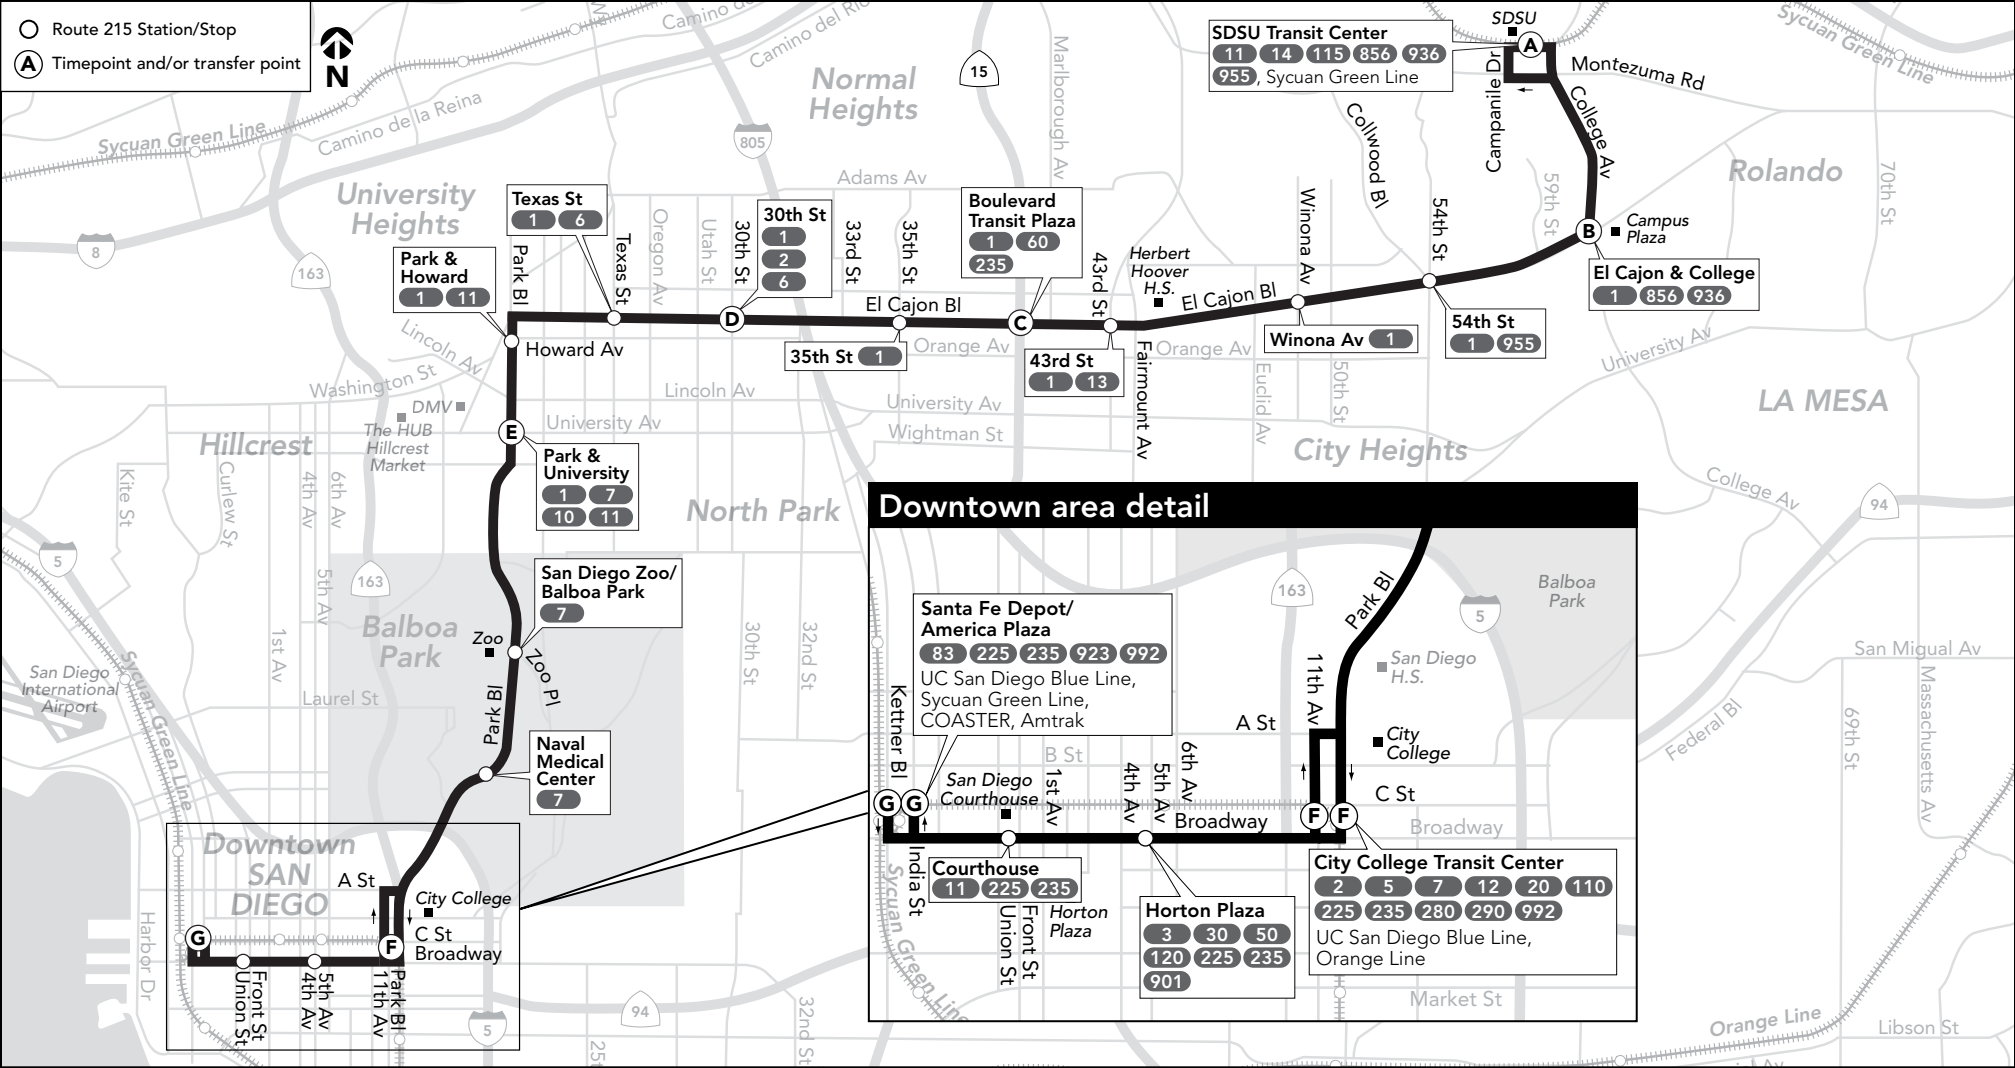 Route 215 Station/Stop
A Timepoint and/or transfer point
N
SDSU
SDSU Transit Center
11 14 115 856 936
955, Sycuan Green Line
A
Montezuma Rd
Campanile Dr
College Av
Collwood Bl
Sycuan Green Line
Camino de
Camino del Rio
Camino de la Reina
Sycuan Green Line
Normal
Heights
15
805
8
163
Marlborough Av
Adams Av
University
Heights
Rolando
70th St
59th St
54th St
Winona Av
Campus
Plaza
B
El Cajon & College
1 856 936
Texas St
1 6
Park &
Howard
1 11
Park Bl
Texas St
Oregon Av
Utah St
30th St
30th St
1
2
6
33rd St
35th St
Boulevard
Transit Plaza
1 60
235
43rd St
Herbert
Hoover
H.S.
El Cajon Bl
El Cajon Bl
D
C
Howard Av
35th St 1
Orange Av
43rd St
1 13
Fairmount Av
Orange Av
Winona Av 1
54th St
1 955
Euclid Av
50th St
University Av
LA MESA
Lincoln Av
Washington St
DMV
The HUB
Hillcrest
Market
Lincoln Av
University Av
University Av
Wightman St
Hillcrest
City Heights
E
Park &
University
1 7
10 11
North Park
College Av
94
Kite St
Curlew St
4th Av
6th Av
5
163
5th Av
1st Av
San Diego Zoo/
Balboa Park
7
Balboa
Park
Zoo
Zoo Pl
Park Bl
30th St
32nd St
Laurel St
San Diego
International
Airport
Sycuan Green Line
Naval
Medical
Center
7
Downtown
SAN
DIEGO
A St
City College
C St
Broadway
G
F
Harbor Dr
Union St
Front St
4th Av
5th Av
11th Av
Park Bl
5
94
25t
32nd St
Downtown area detail
163
5
Park Bl
Balboa
Park
San Diego
H.S.
Santa Fe Depot/
America Plaza
83 225 235 923 992
UC San Diego Blue Line,
Sycuan Green Line,
COASTER, Amtrak
Kettner Bl
11th Av
A St
B St
City
College
C St
Broadway
San Diego
Courthouse
1st Av
4th Av
5th Av
6th Av
Broadway
G G
F F
India St
Sycuan Green Line
Courthouse
11 225 235
Union St
Front St
Horton
Plaza
Horton Plaza
3 30 50
120 225 235
901
City College Transit Center
2 5 7 12 20 110
225 235 280 290 992
UC San Diego Blue Line,
Orange Line
Market St
San Migual Av
Federal Bl
69th St
Massachusetts Av
Orange Line
Libson St